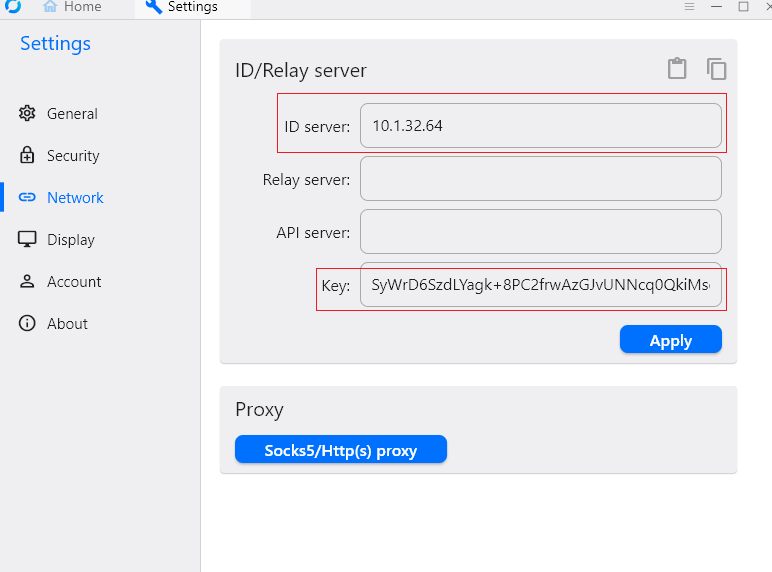 Home
Settings
Settings
General
Security
Network
Display
Account
About
ID/Relay server
ID server: 10.1.32.64
Relay server:
API server:
Key: SyWrD6SzdLYagk+8PC2frwAzGJvUNNcq0QkiMs
Apply
Proxy
Socks5/Http(s) proxy